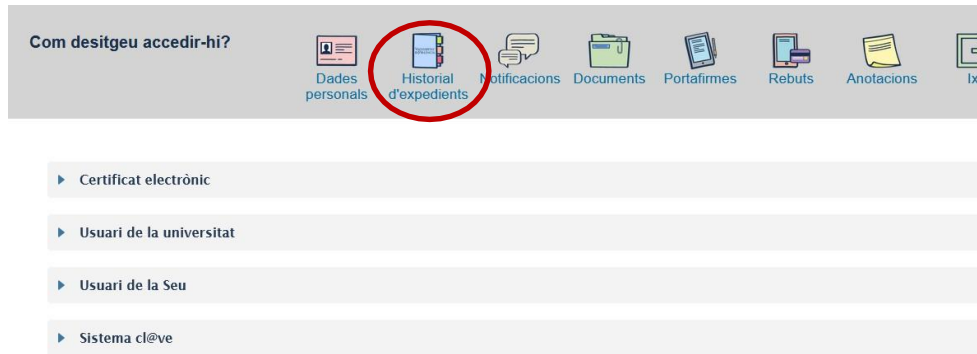 Com desitgeu accedir-hi?
Dades personals
Historial d'expedients
Notificacions
Documents
Portafirmes
Rebuts
Anotacions
Certificat electrònic
Usuari de la universitat
Usuari de la Seu
Sistema cl@ve